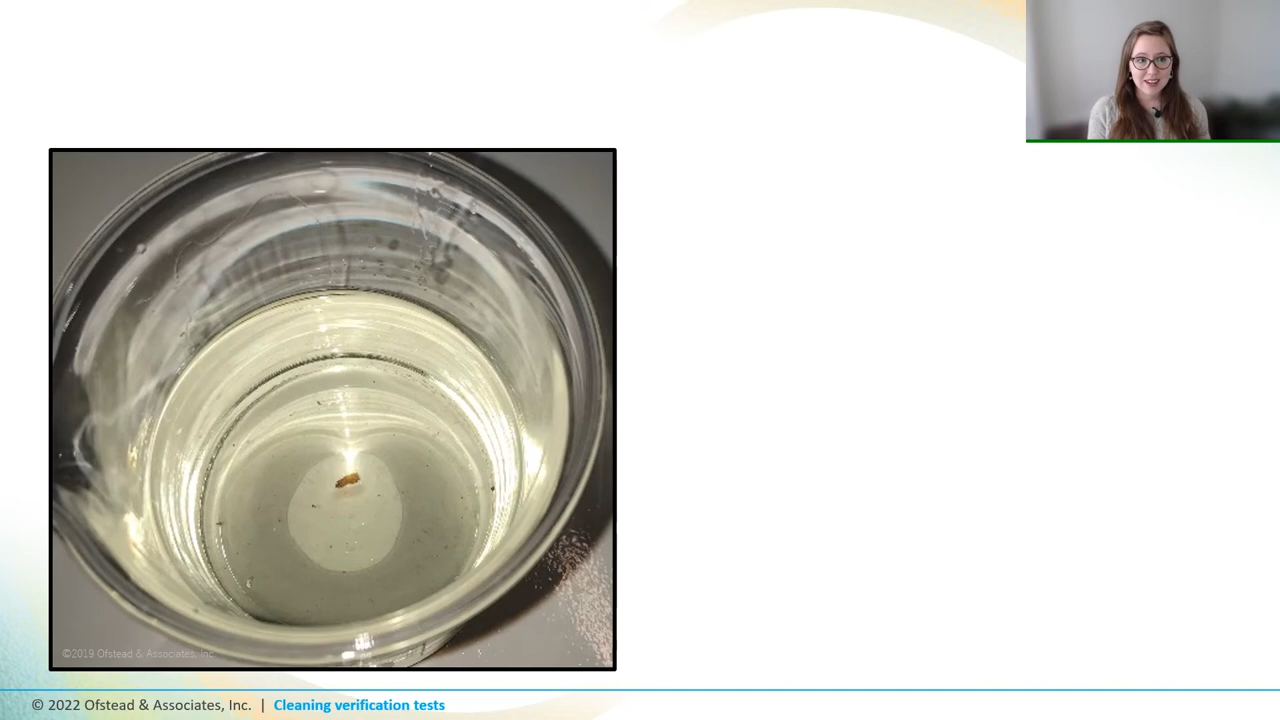 ©2019 Ofstead & Associates, Inc.
© 2022 Ofstead & Associates, Inc. | Cleaning verification tests